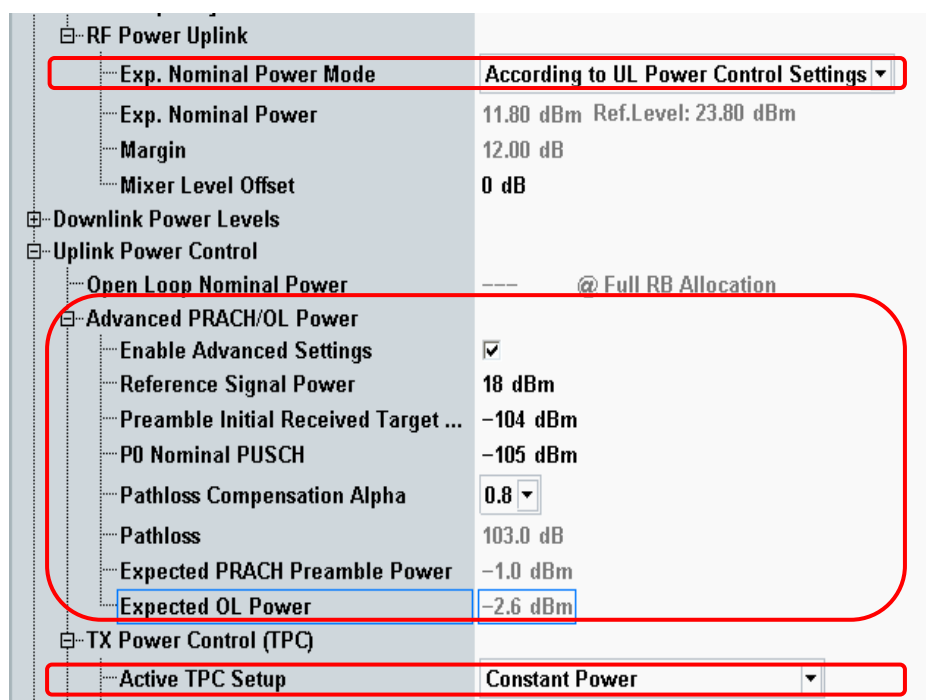 RF Power Uplink
Exp. Nominal Power Mode According to UL Power Control Settings
Exp. Nominal Power 11.80 dBm Ref.Level: 23.80 dBm
Margin 12.00 dB
Mixer Level Offset 0 dB
Downlink Power Levels
Uplink Power Control
Open Loop Nominal Power --- @ Full RB Allocation
Advanced PRACH/OL Power
Enable Advanced Settings
Reference Signal Power 18 dBm
Preamble Initial Received Target ... −104 dBm
P0 Nominal PUSCH −105 dBm
Pathloss Compensation Alpha 0.8
Pathloss 103.0 dB
Expected PRACH Preamble Power −1.0 dBm
Expected OL Power −2.6 dBm
TX Power Control (TPC)
Active TPC Setup Constant Power